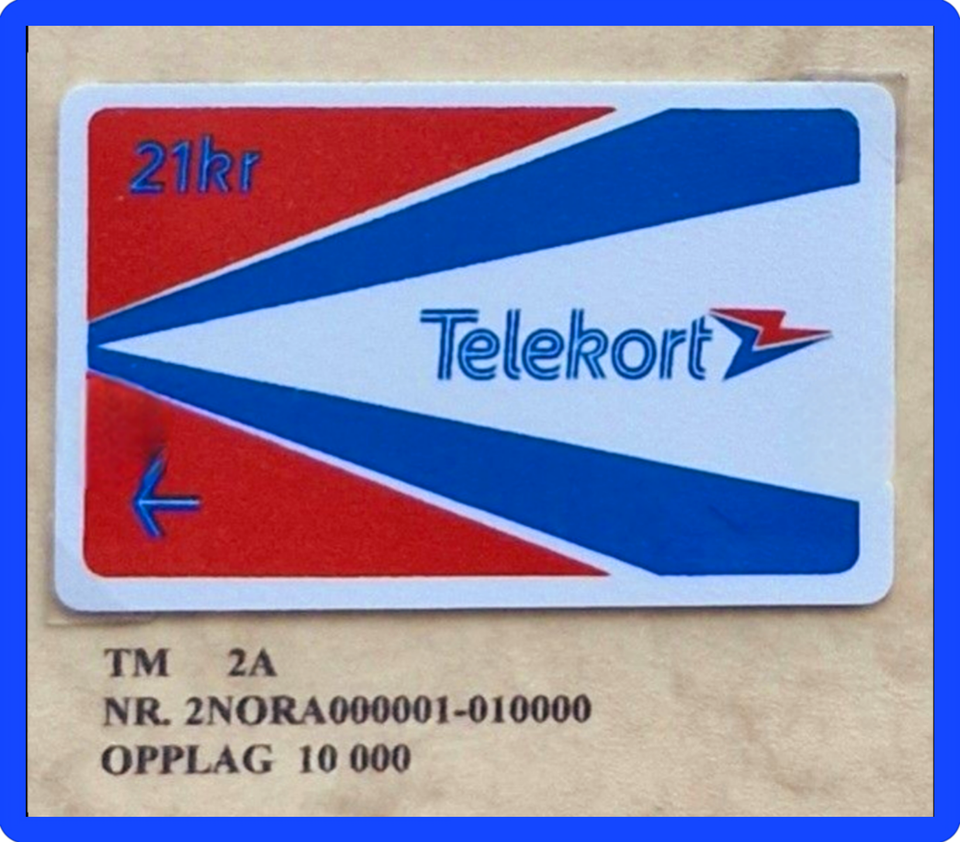 21kr
Telekort
TM 2A
NR. 2NORA000001-010000
OPPLAG 10 000